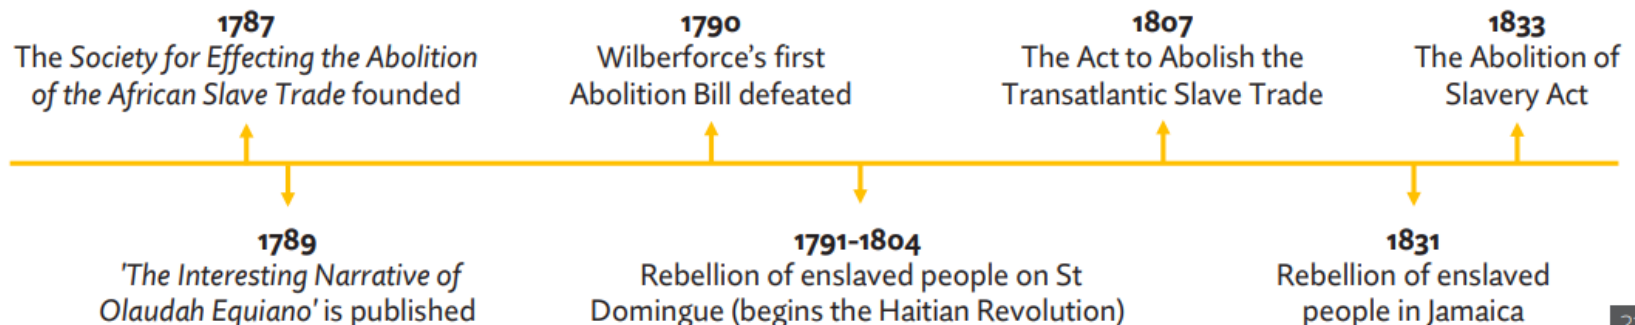 1787
The Society for Effecting the Abolition
of the African Slave Trade founded
1790
Wilberforce's first
Abolition Bill defeated
1807
The Act to Abolish the
Transatlantic Slave Trade
1833
The Abolition of
Slavery Act
1789
'The Interesting Narrative of
Olaudah Equiano' is published
1791-1804
Rebellion of enslaved people on St
Domingue (begins the Haitian Revolution)
1831
Rebellion of enslaved
people in Jamaica